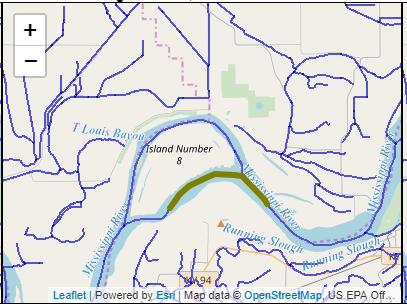 +
−
T Louis Bayou
Island Number
8
Mississippi River
Mississippi River
Mississippi River
Running Slough
Running Slough
94
Leaflet | Powered by Esri | Map data © OpenStreetMap, US EPA Off...